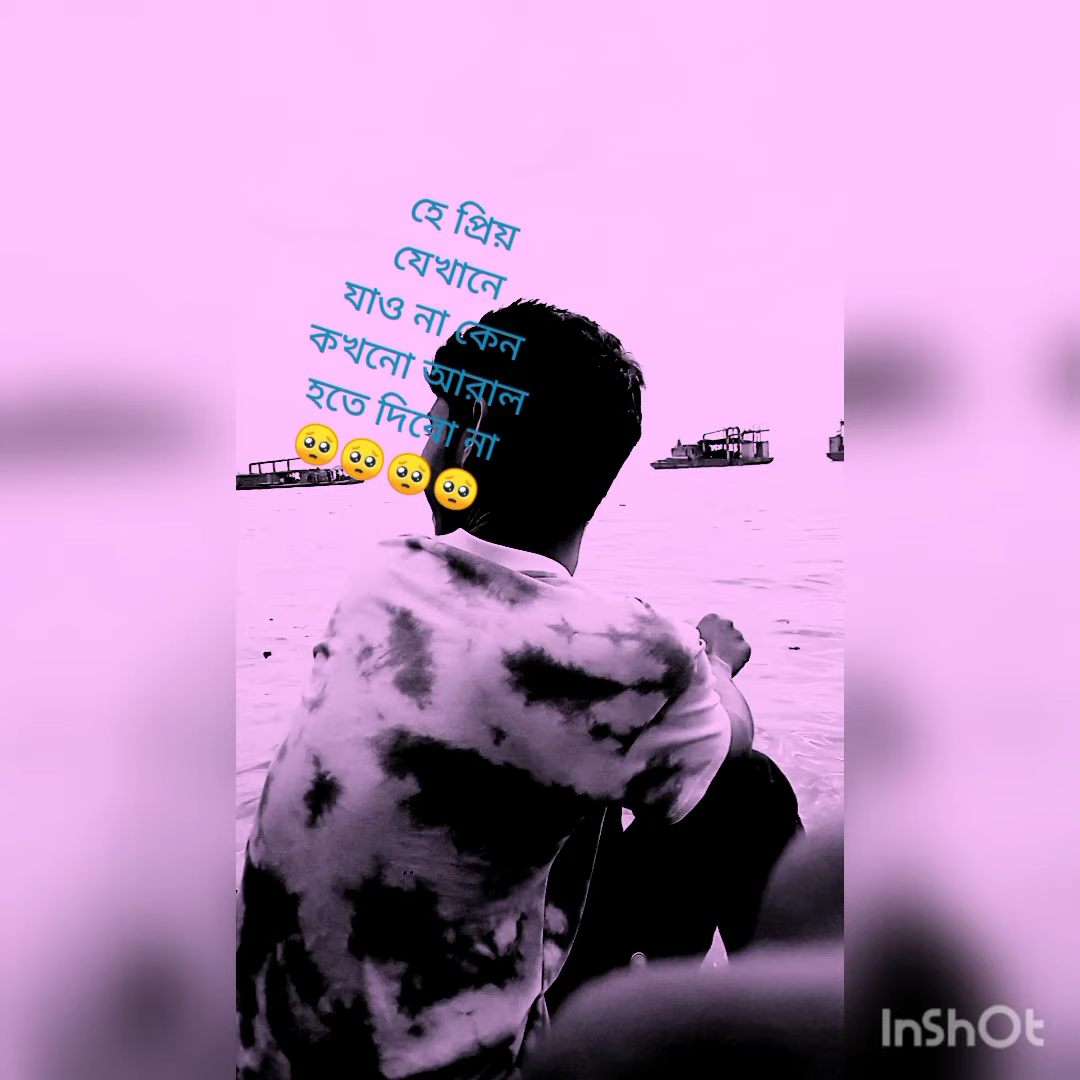 হে প্রিয়
যেখানে
যাও না কেন
কখনো আরাল
হতে দিবো না
🥺🥺🥺🥺
InShOt